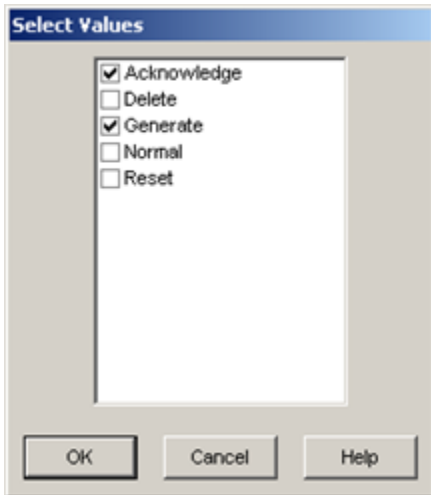 Select Values
Acknowledge
Delete
Generate
Normal
Reset
OK Cancel Help